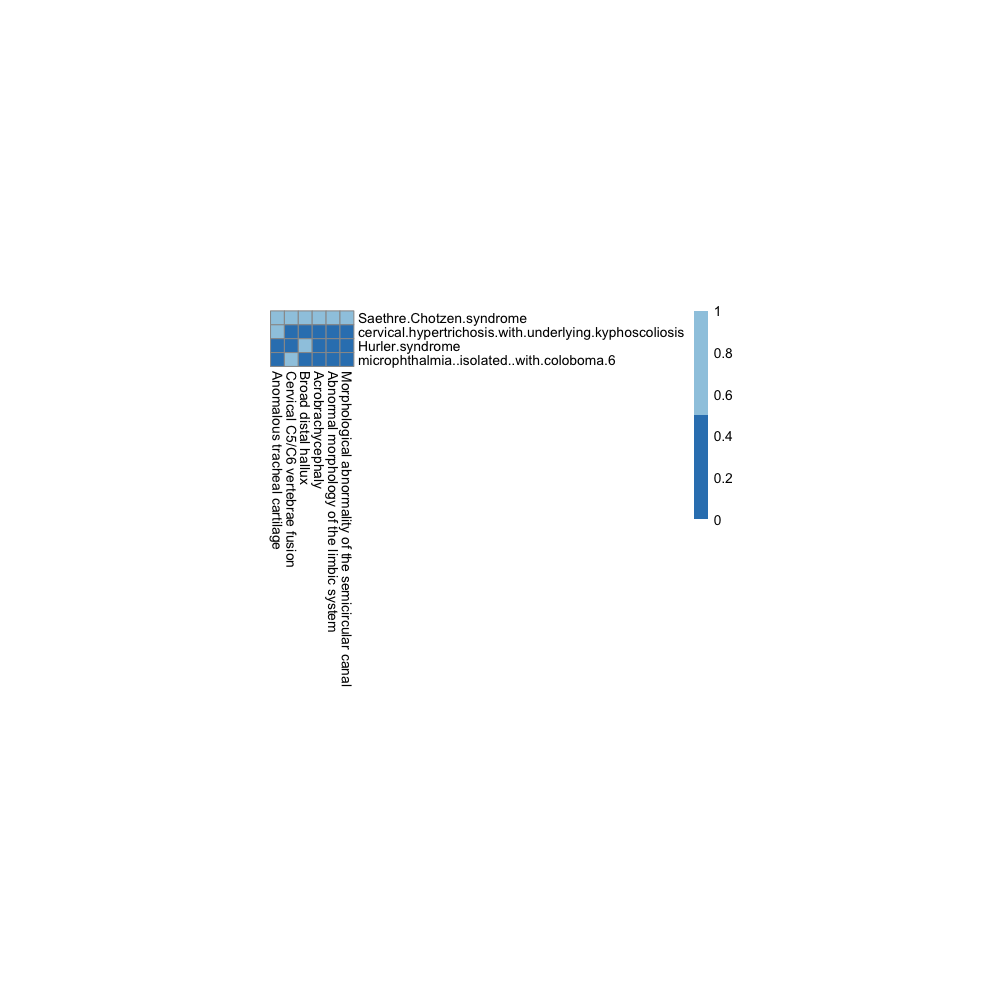 Saethre.Chotzen.syndrome
cervical.hypertrichosis.with.underlying.kyphoscoliosis
Hurler.syndrome
microphthalmia..isolated..with.coloboma.6
Anomalous tracheal cartilage
Cervical C5/C6 vertebrae fusion
Broad distal hallux
Acrobrachycephaly
Abnormal morphology of the limbic system
Morphological abnormality of the semicircular canal
1
0.8
0.6
0.4
0.2
0